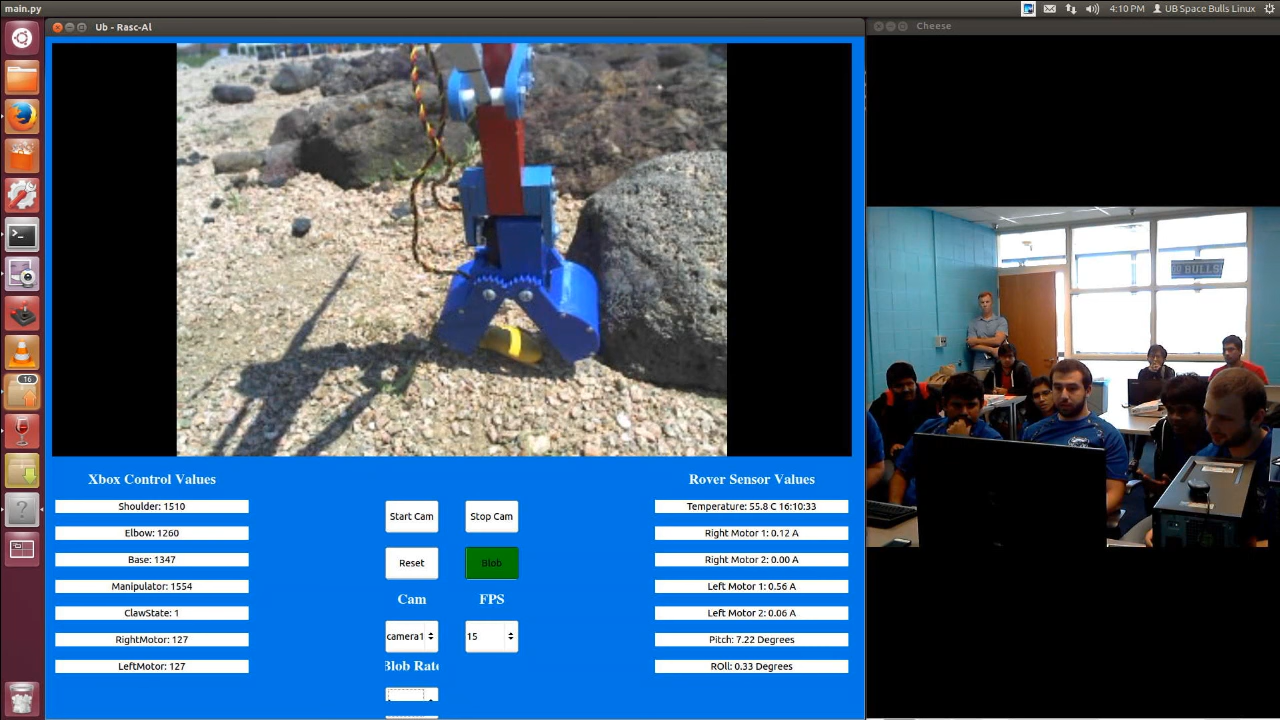 main.py
4:10 PM
UB Space Bulls Linux
Ub - Rasc-Al
Cheese
BULLS
16
Xbox Control Values
Shoulder: 1510
Elbow: 1260
Base: 1347
Manipulator: 1554
ClawState: 1
RightMotor: 127
LeftMotor: 127
Start Cam
Stop Cam
Reset
Blob
Cam
FPS
camera1
15
Blob Rate
Rover Sensor Values
Temperature: 55.8 C 16:10:33
Right Motor 1: 0.12 A
Right Motor 2: 0.00 A
Left Motor 1: 0.56 A
Left Motor 2: 0.06 A
Pitch: 7.22 Degrees
ROll: 0.33 Degrees